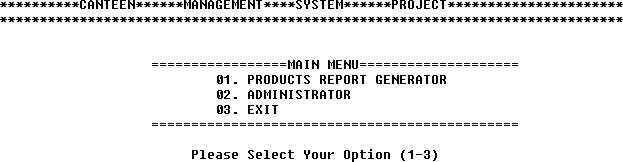 **********CANTEEN******MANAGEMENT****SYSTEM******PROJECT**********************
******************************************************************************
=================MAIN MENU====================
01. PRODUCTS REPORT GENERATOR
02. ADMINISTRATOR
03. EXIT
==============================================
Please Select Your Option (1-3)